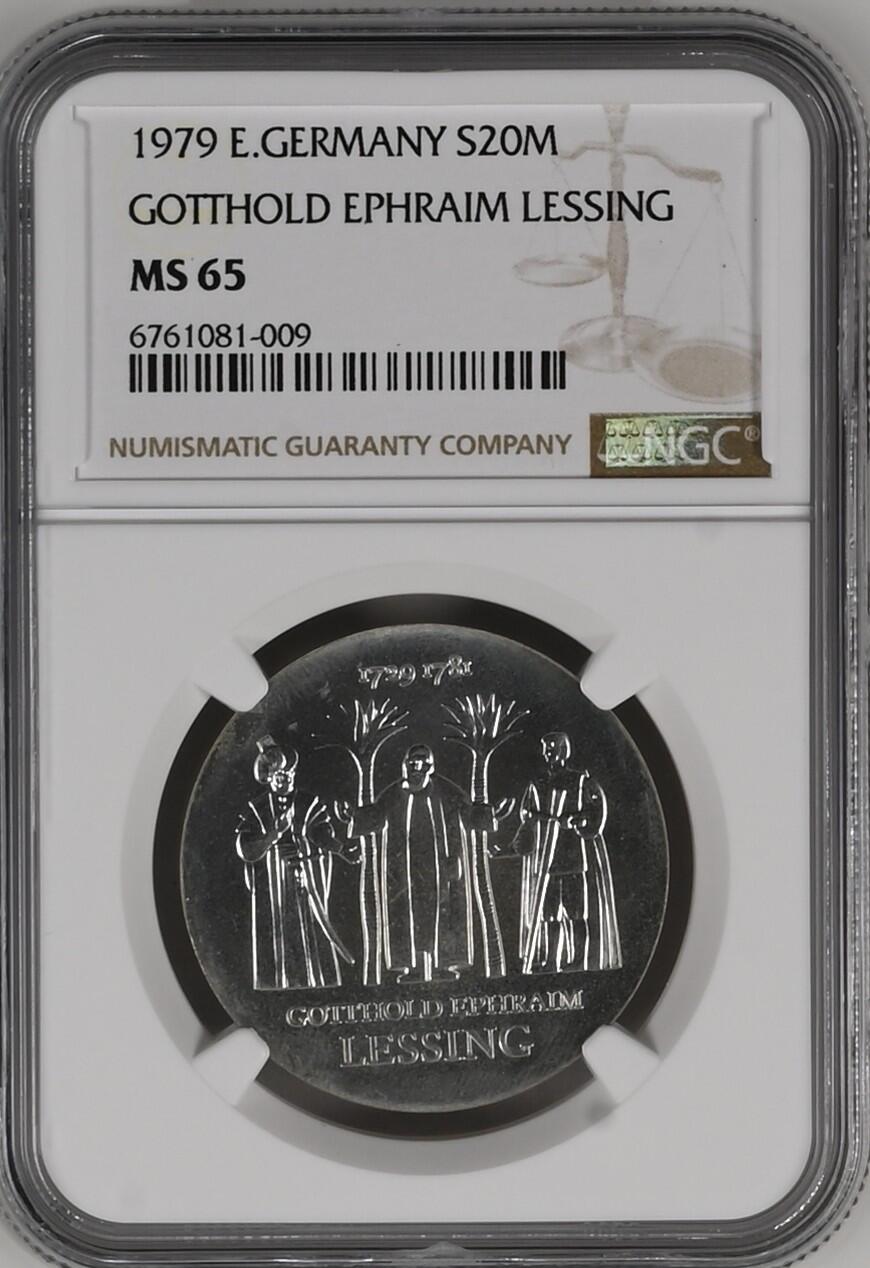 1979 E.GERMANY S20M
GOTTHOLD EPHRAIM LESSING
MS 65
6761081-009
NUMISMATIC GUARANTY COMPANY
NGC®
1729 1781
GOTTHOLD EPHRAIM
LESSING